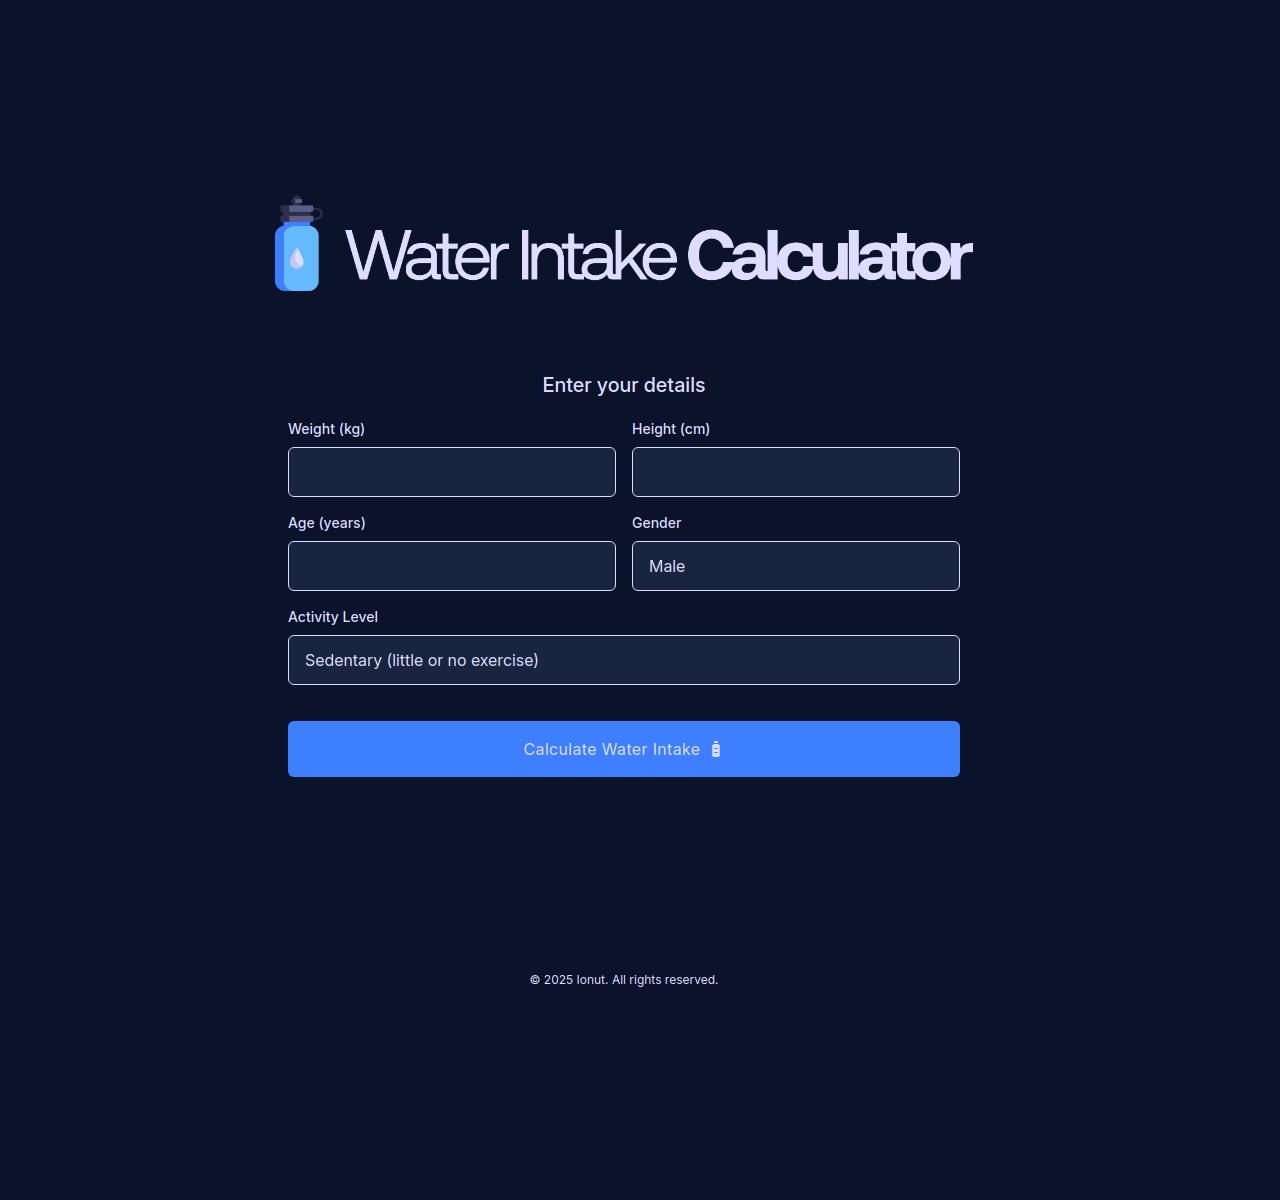 Water Intake Calculator
Enter your details
Weight (kg)
Height (cm)
Age (years)
Gender
Male
Activity Level
Sedentary (little or no exercise)
Calculate Water Intake
© 2025 Ionut. All rights reserved.